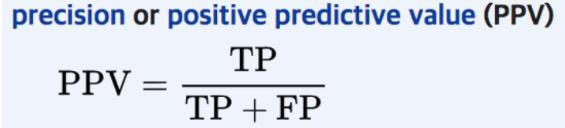 precision or positive predictive value (PPV)
PPV = TP / TP + FP